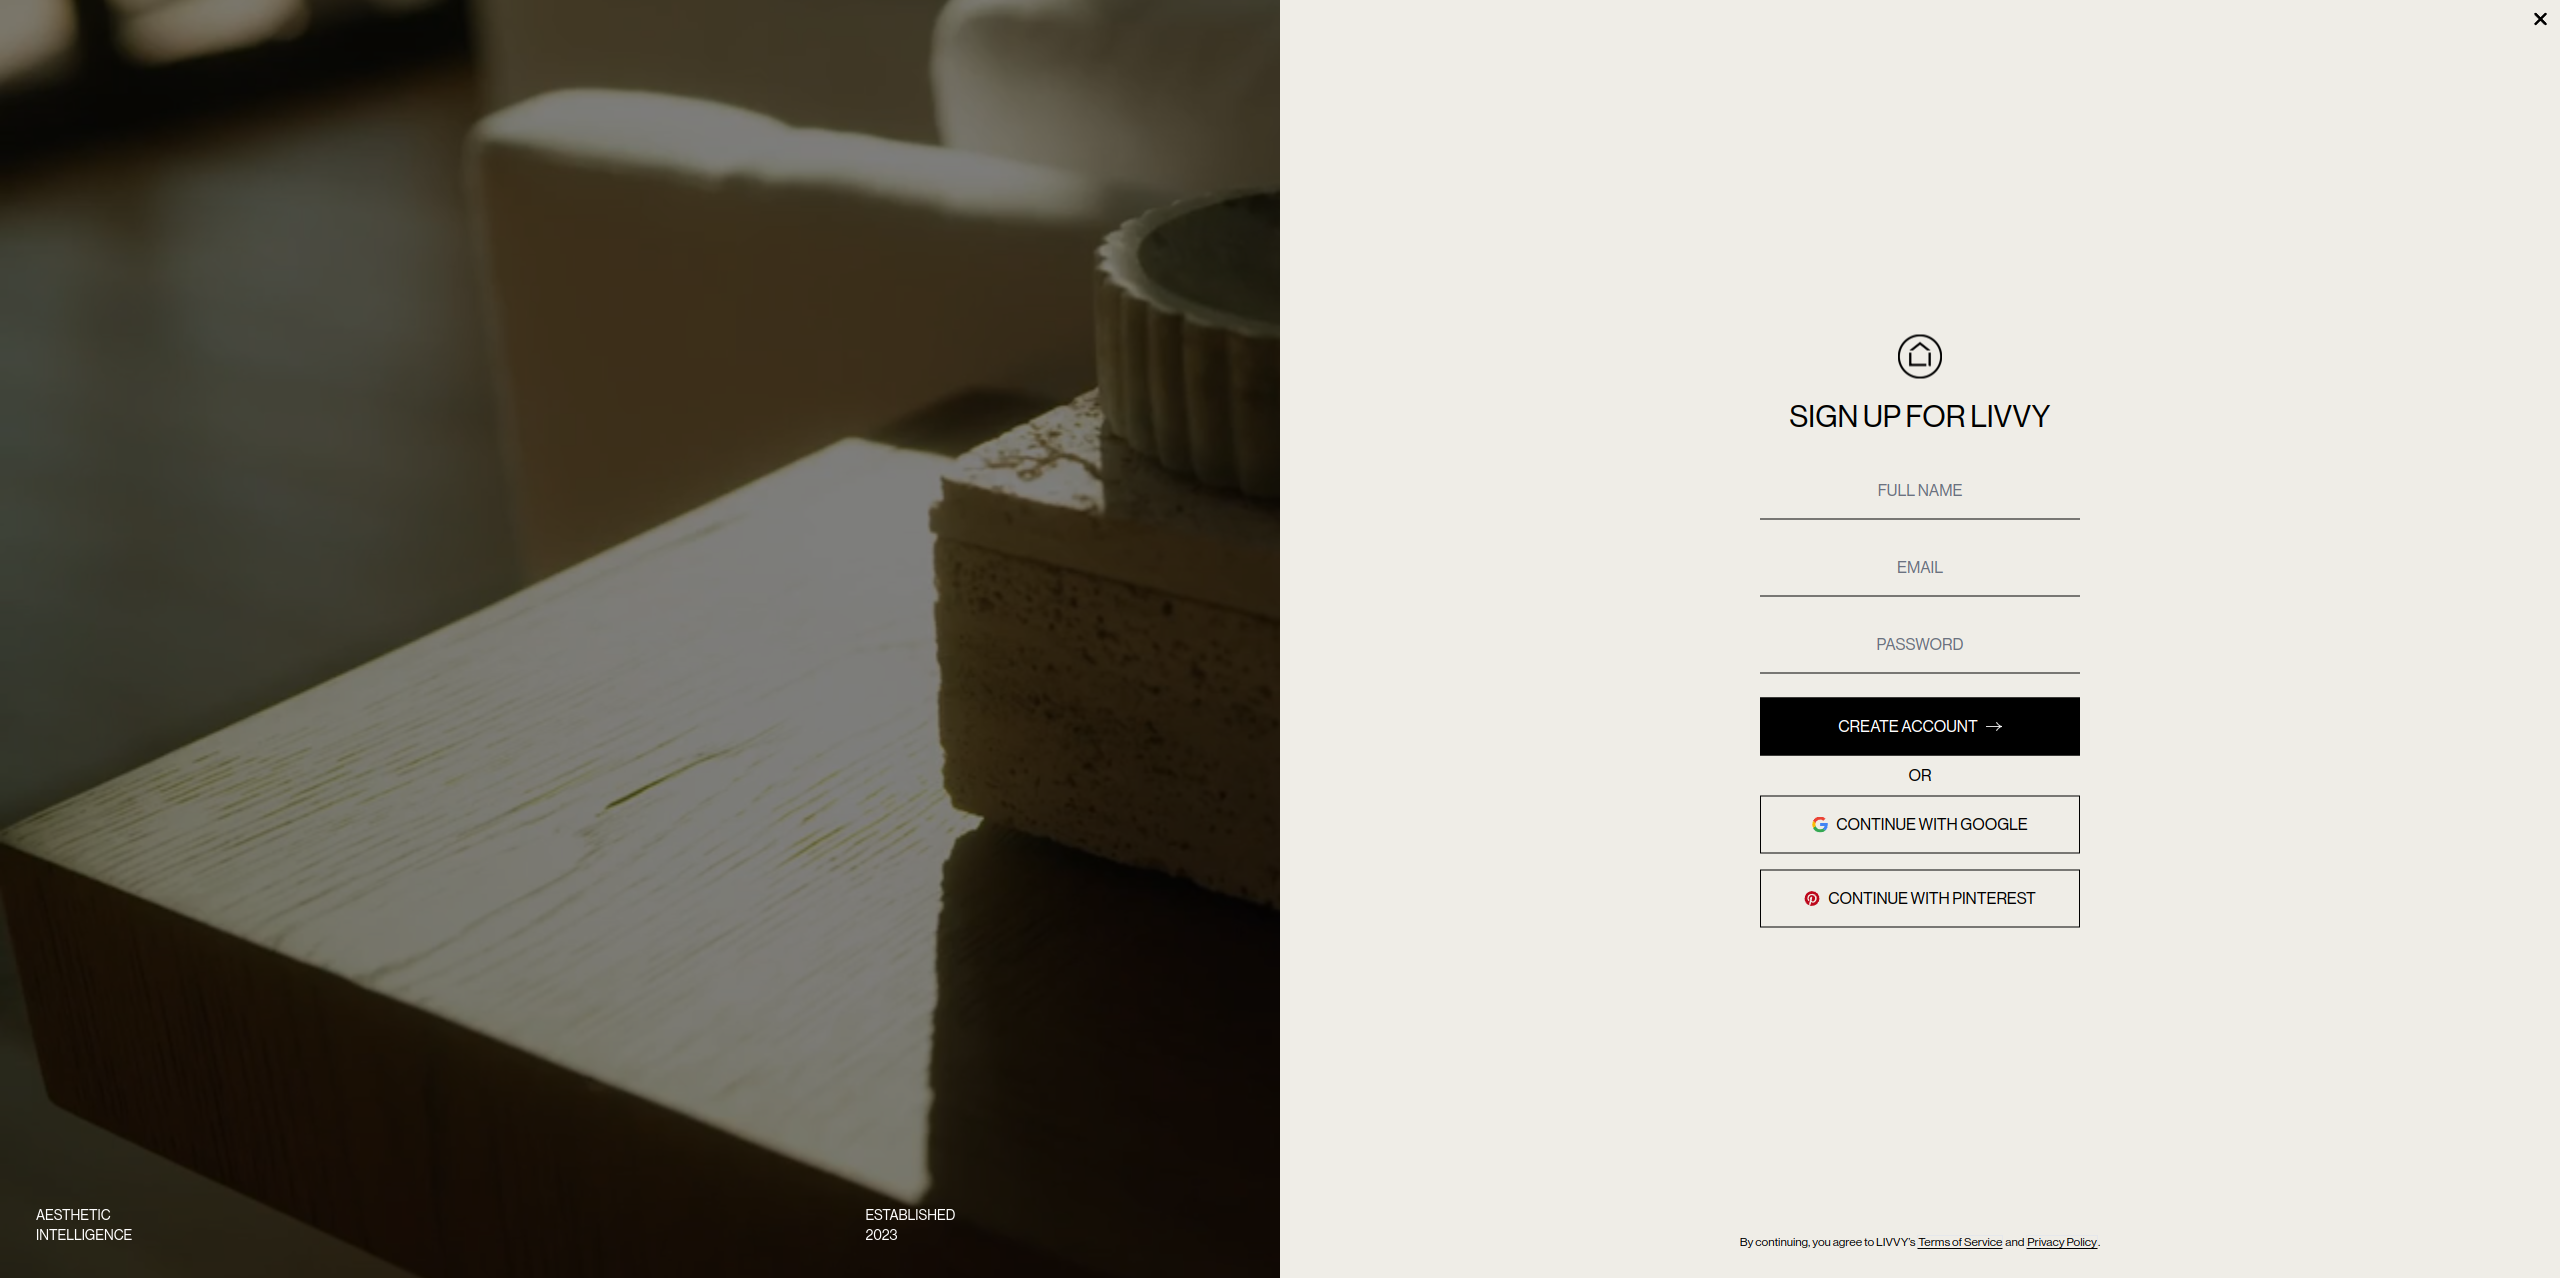 SIGN UP FOR LIVVY
FULL NAME
EMAIL
PASSWORD
CREATE ACCOUNT
OR
CONTINUE WITH GOOGLE
CONTINUE WITH PINTEREST
AESTHETIC
INTELLIGENCE
ESTABLISHED
2023
By continuing, you agree to LIVVY's Terms of Service and Privacy Policy.